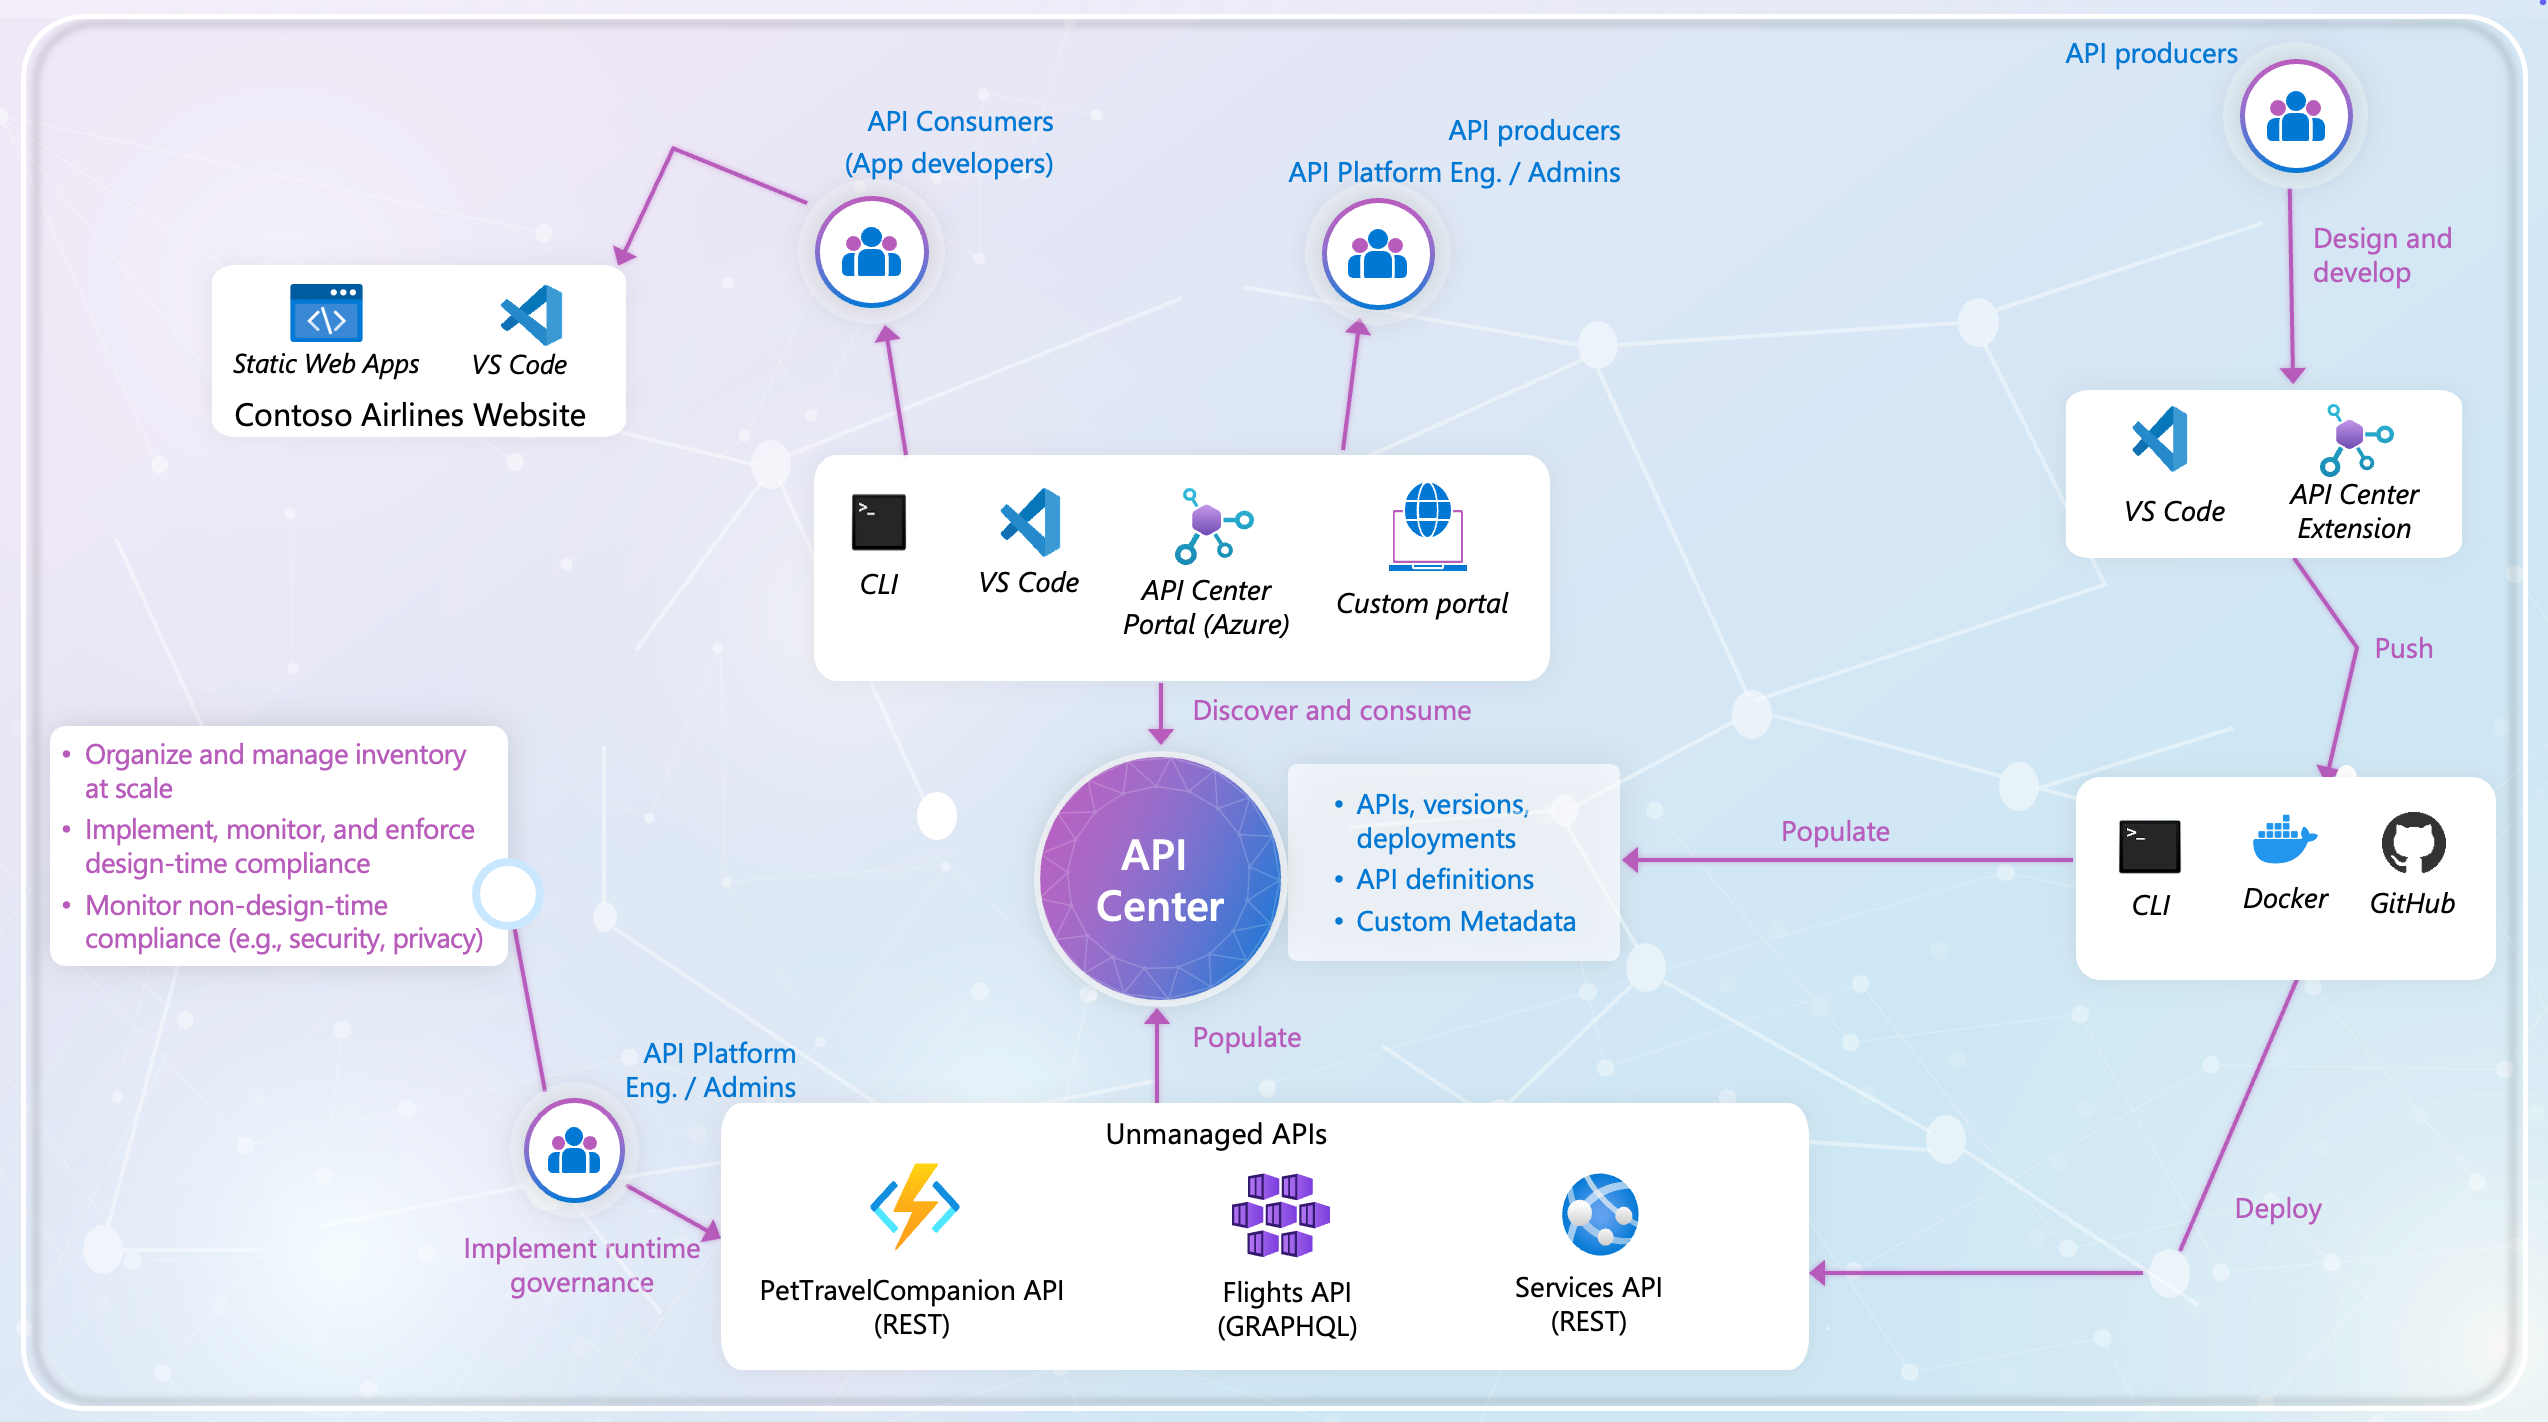 API producers
API Consumers
(App developers)
API producers
API Platform Eng. / Admins
Design and
develop
Static Web Apps
VS Code
Contoso Airlines Website
>_
CLI
VS Code
API Center
Portal (Azure)
Custom portal
VS Code
API Center
Extension
Push
Discover and consume
• Organize and manage inventory
at scale
• Implement, monitor, and enforce
design-time compliance
• Monitor non-design-time
compliance (e.g., security, privacy)
API
Center
• APIs, versions,
deployments
• API definitions
• Custom Metadata
Populate
>_
CLI
Docker
GitHub
Populate
API Platform
Eng. / Admins
Implement runtime
governance
Unmanaged APIs
PetTravelCompanion API
(REST)
Flights API
(GRAPHQL)
Services API
(REST)
Deploy